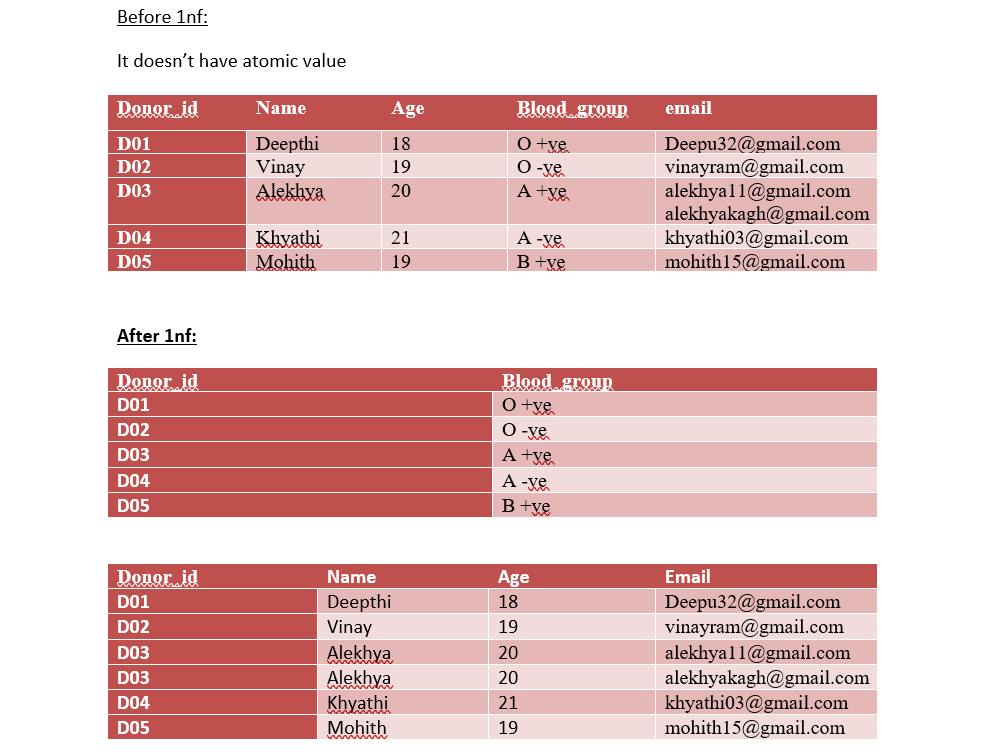 Before 1nf:
It doesn’t have atomic value
Donor_id Name Age Blood_group email
D01 Deepthi 18 O +ve Deepu32@gmail.com
D02 Vinay 19 O -ve vinayram@gmail.com
D03 Alekhya 20 A +ve alekhya11@gmail.com
alekhyakagh@gmail.com
D04 Khyathi 21 A -ve khyathi03@gmail.com
D05 Mohith 19 B +ve mohith15@gmail.com
After 1nf:
Donor_id Blood_group
D01 O +ve
D02 O -ve
D03 A +ve
D04 A -ve
D05 B +ve
Donor_id Name Age Email
D01 Deepthi 18 Deepu32@gmail.com
D02 Vinay 19 vinayram@gmail.com
D03 Alekhya 20 alekhya11@gmail.com
D03 Alekhya 20 alekhyakagh@gmail.com
D04 Khyathi 21 khyathi03@gmail.com
D05 Mohith 19 mohith15@gmail.com